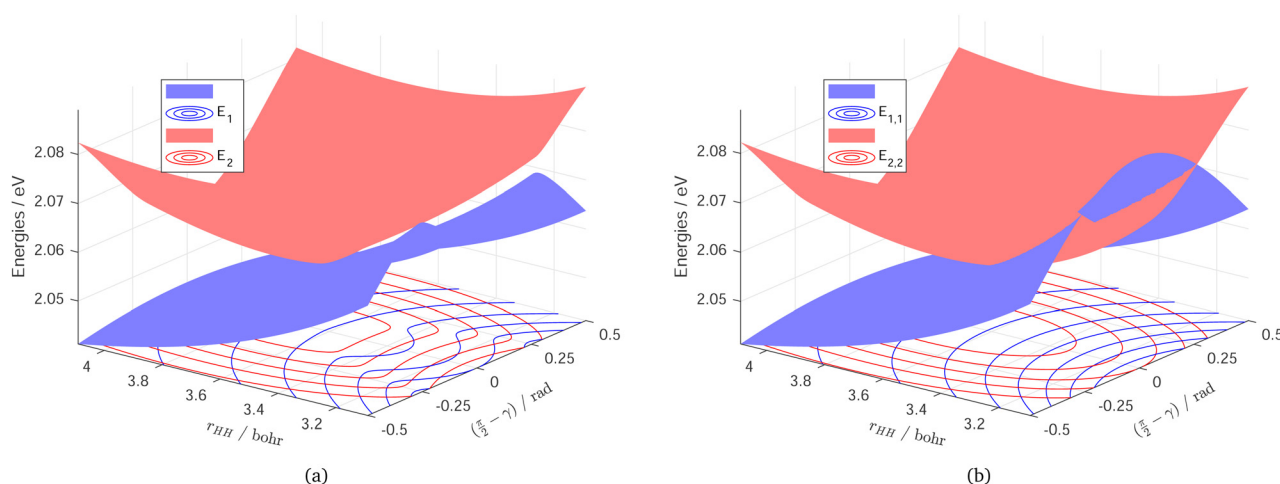 E1
E2
2.08
2.07
2.06
2.05
Energies / eV
4
3.8
3.6
3.4
3.2
rHH / bohr
-0.5
-0.25
0
0.25
0.5
(π/2 − γ) / rad
(a)
E1,1
E2,2
2.08
2.07
2.06
2.05
Energies / eV
4
3.8
3.6
3.4
3.2
rHH / bohr
-0.5
-0.25
0
0.25
0.5
(π/2 − γ) / rad
(b)